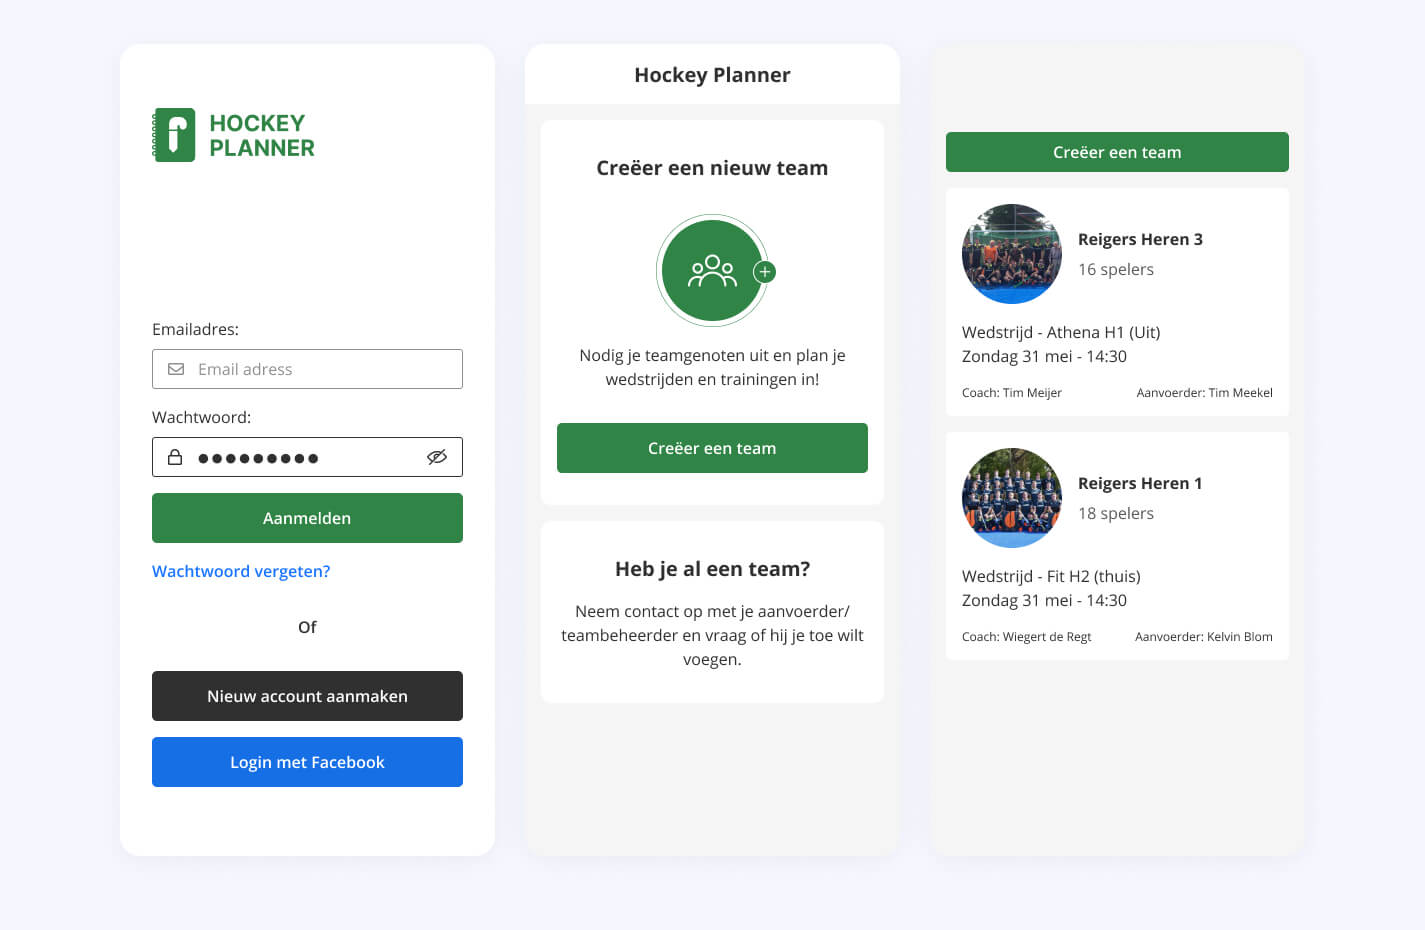 HOCKEY
PLANNER
Emailadres:
Email adress
Wachtwoord:
Aanmelden
Wachtwoord vergeten?
Of
Nieuw account aanmaken
Login met Facebook
Hockey Planner
Creëer een nieuw team
Nodig je teamgenoten uit en plan je
wedstrijden en trainingen in!
Creëer een team
Heb je al een team?
Neem contact op met je aanvoerder/
teambeheerder en vraag of hij je toe wilt
voegen.
Creëer een team
Reigers Heren 3
16 spelers
Wedstrijd - Athena H1 (Uit)
Zondag 31 mei - 14:30
Coach: Tim Meijer Aanvoerder: Tim Meekel
Reigers Heren 1
18 spelers
Wedstrijd - Fit H2 (thuis)
Zondag 31 mei - 14:30
Coach: Wiegert de Regt Aanvoerder: Kelvin Blom